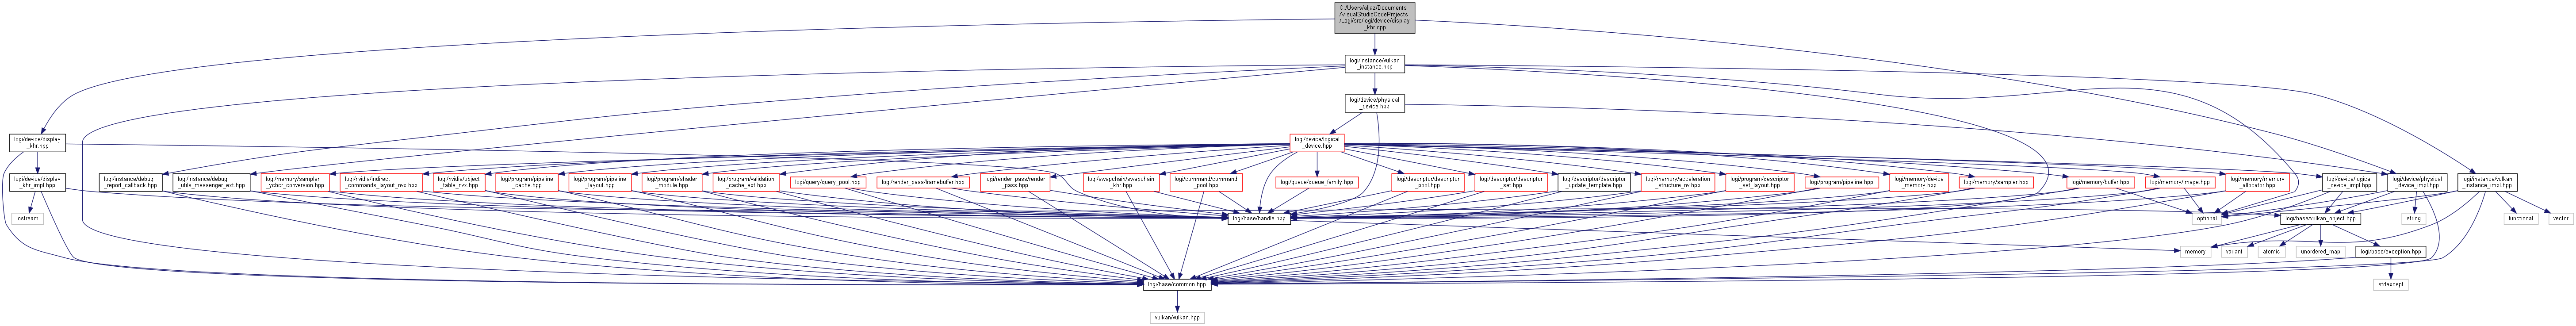 C:/Users/aljaz/Documents
/VisualStudioCodeProjects
/Logi/src/logi/device/display
_khr.cpp
logi/instance/vulkan
_instance.hpp
logi/device/physical
_device.hpp
logi/device/display
_khr.hpp
logi/device/logical
_device.hpp
logi/device/display
_khr_impl.hpp
logi/instance/debug
_report_callback.hpp
logi/instance/debug
_utils_messenger_ext.hpp
logi/memory/sampler
_ycbcr_conversion.hpp
logi/nvidia/indirect
_commands_layout_nvx.hpp
logi/nvidia/object
_table_nvx.hpp
logi/program/pipeline
_cache.hpp
logi/program/pipeline
_layout.hpp
logi/program/shader
_module.hpp
logi/program/validation
_cache_ext.hpp
logi/query/query_pool.hpp
logi/render_pass/framebuffer.hpp
logi/render_pass/render
_pass.hpp
logi/swapchain/swapchain
_khr.hpp
logi/command/command
_pool.hpp
logi/queue/queue_family.hpp
logi/descriptor/descriptor
_pool.hpp
logi/descriptor/descriptor
_set.hpp
logi/descriptor/descriptor
_update_template.hpp
logi/memory/acceleration
_structure_nv.hpp
logi/program/descriptor
_set_layout.hpp
logi/program/pipeline.hpp
logi/memory/device
_memory.hpp
logi/memory/sampler.hpp
logi/memory/buffer.hpp
logi/memory/image.hpp
logi/memory/memory
_allocator.hpp
logi/device/logical
_device_impl.hpp
logi/device/physical
_device_impl.hpp
logi/instance/vulkan
_instance_impl.hpp
iostream
logi/base/handle.hpp
optional
logi/base/vulkan_object.hpp
string
functional
vector
memory
variant
atomic
unordered_map
logi/base/exception.hpp
logi/base/common.hpp
stdexcept
vulkan/vulkan.hpp